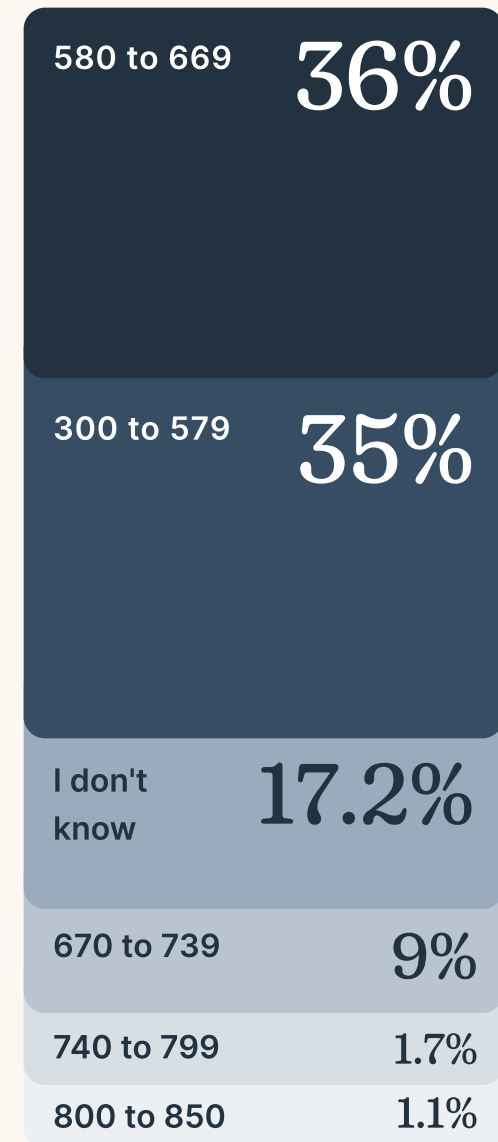 580 to 669 36%
300 to 579 35%
I don't 17.2%
know
670 to 739 9%
740 to 799 1.7%
800 to 850 1.1%